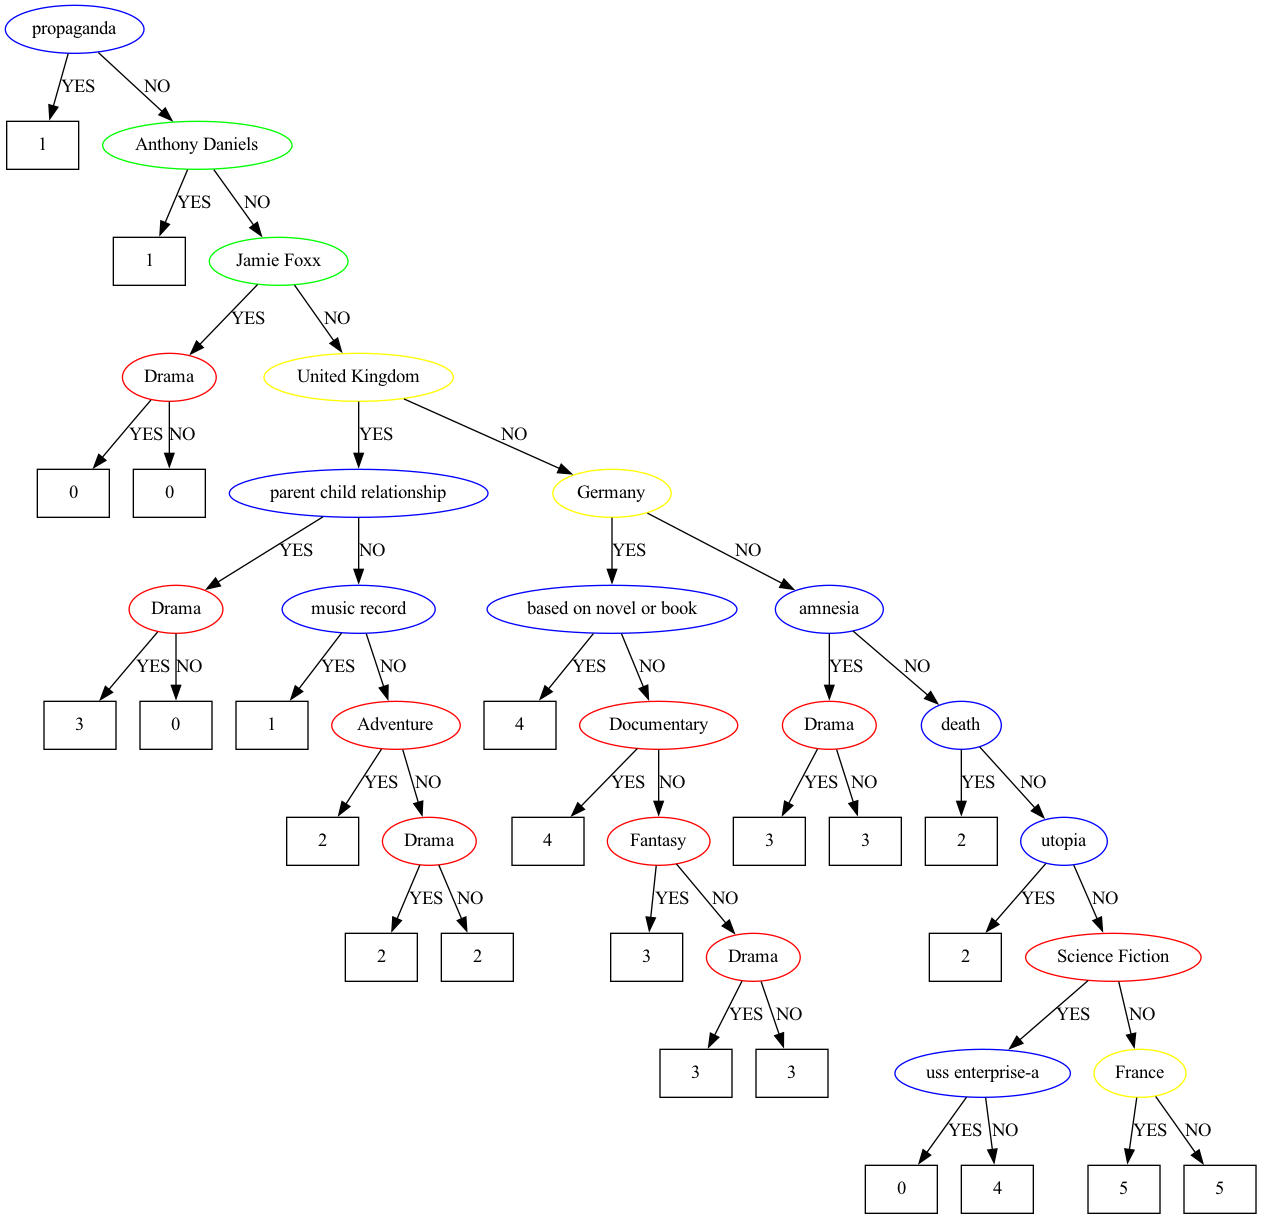 propaganda
YES
NO
1
Anthony Daniels
YES
NO
1
Jamie Foxx
YES
NO
Drama
United Kingdom
YES
NO
YES
NO
0
0
parent child relationship
Germany
YES
NO
YES
NO
Drama
music record
based on novel or book
amnesia
YES
NO
YES
NO
YES
NO
YES
NO
3
0
1
Adventure
4
Documentary
Drama
death
YES
NO
YES
NO
YES
NO
YES
NO
2
Drama
4
Fantasy
3
3
2
utopia
YES
NO
YES
NO
YES
NO
2
2
3
Drama
2
Science Fiction
YES
NO
YES
NO
3
3
uss enterprise-a
France
YES
NO
YES
NO
0
4
5
5